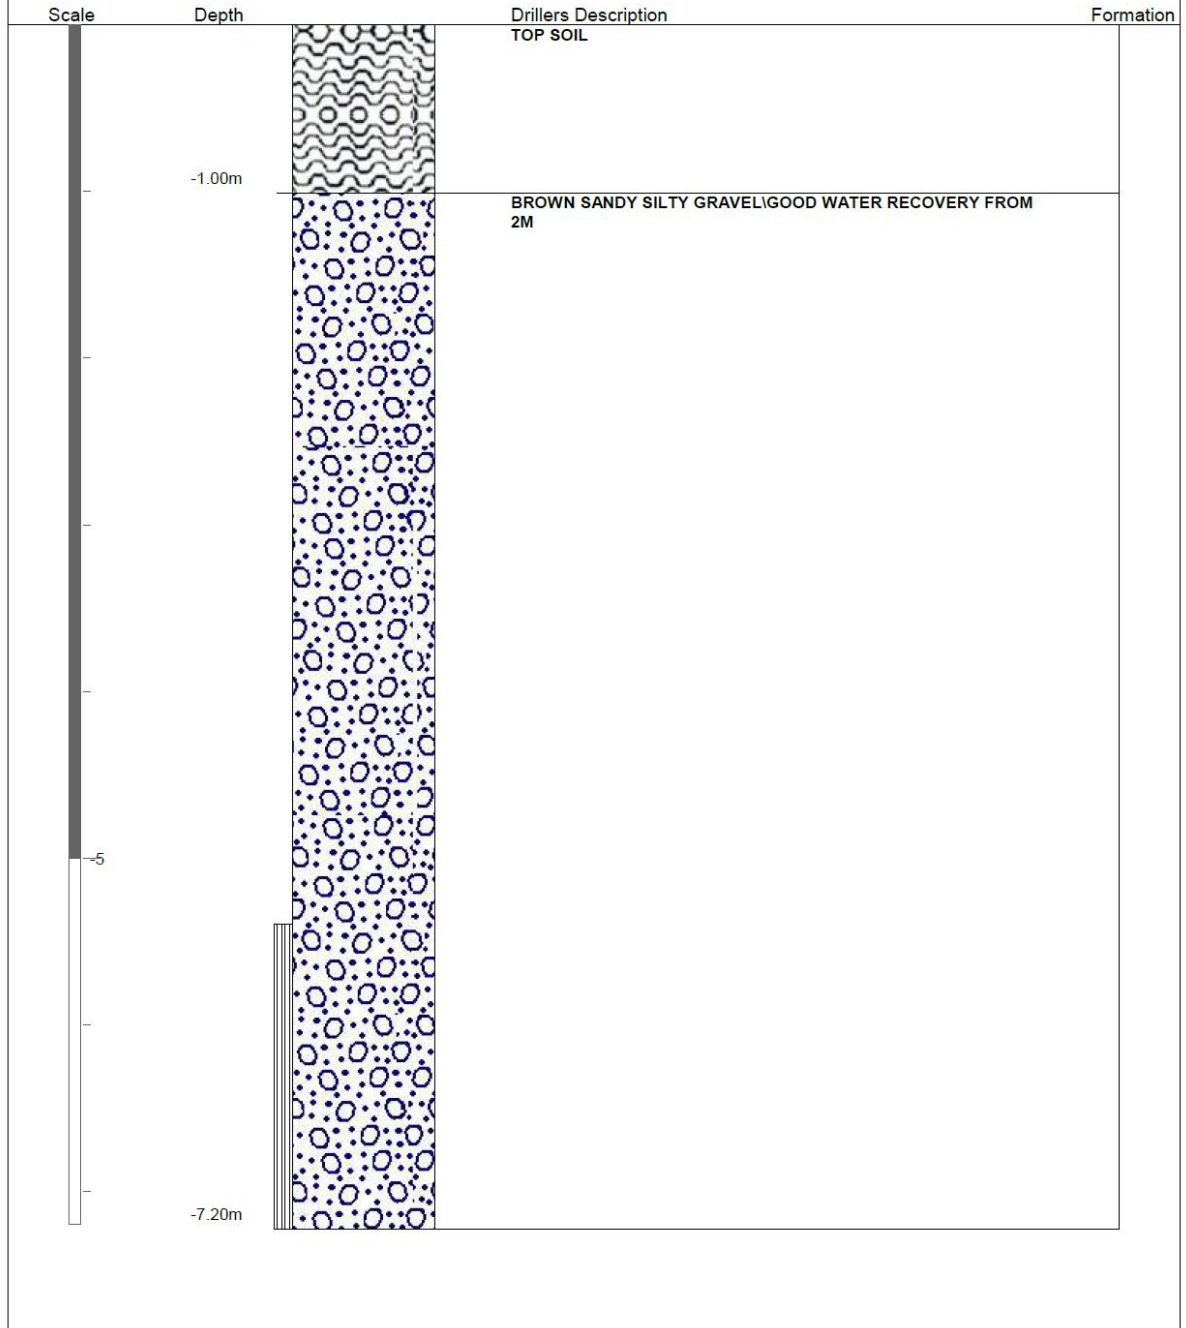 Scale Depth Drillers Description Formation
TOP SOIL
-1.00m
BROWN SANDY SILTY GRAVEL\GOOD WATER RECOVERY FROM
2M
-5
-7.20m